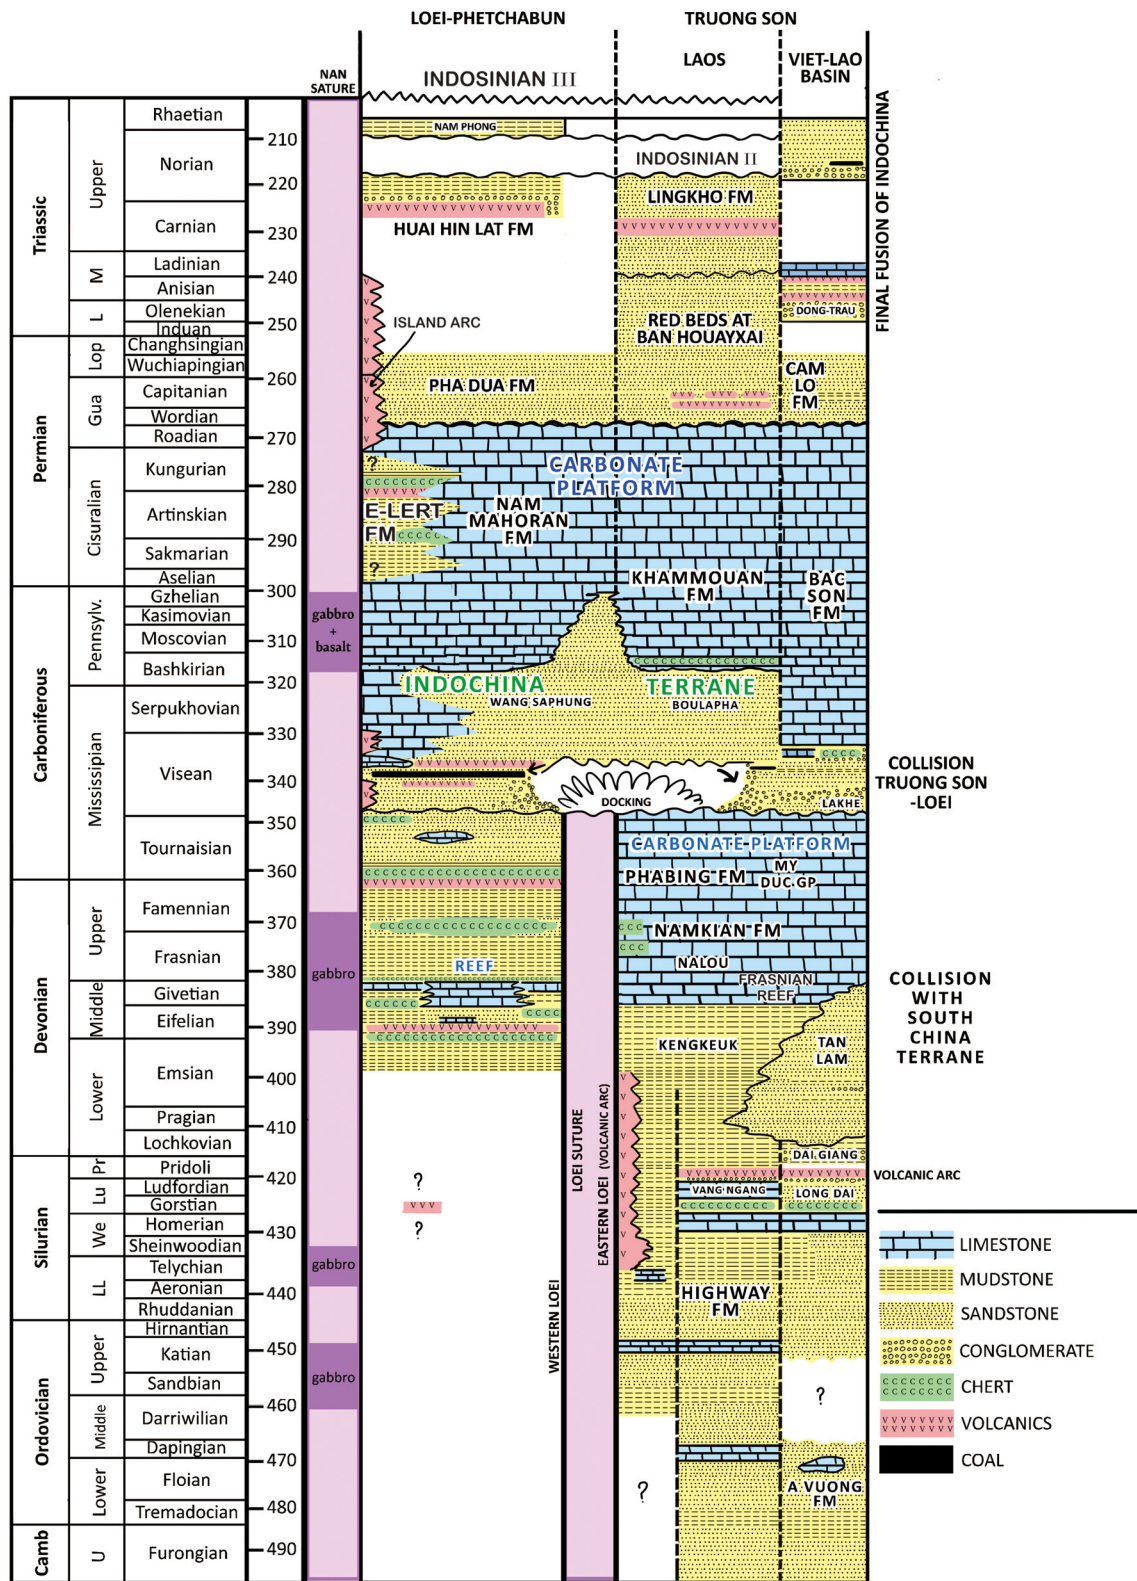 LOEI-PHETCHABUN
TRUONG SON
NAN
SATURE
INDOSINIAN III
LAOS
VIET-LAO
BASIN
Triassic
Permian
Carboniferous
Devonian
Silurian
Ordovician
Camb
Upper
M
L
Lop
Gua
Cisuralian
Pennsylv.
Mississipian
Upper
Middle
Lower
Pr
Lu
We
LL
Upper
Middle
Lower
U
Rhaetian
Norian
Carnian
Ladinian
Anisian
Olenekian
Induan
Changhsingian
Wuchiapingian
Capitanian
Wordian
Roadian
Kungurian
Artinskian
Sakmarian
Aselian
Gzhelian
Kasimovian
Moscovian
Bashkirian
Serpukhovian
Visean
Tournaisian
Famennian
Frasnian
Givetian
Eifelian
Emsian
Pragian
Lochkovian
Pridoli
Ludfordian
Gorstian
Homerian
Sheinwoodian
Telychian
Aeronian
Rhuddanian
Hirnantian
Katian
Sandbian
Darriwilian
Dapingian
Floian
Tremadocian
Furongian
210
220
230
240
250
260
270
280
290
300
310
320
330
340
350
360
370
380
390
400
410
420
430
440
450
460
470
480
490
gabbro
+
basalt
gabbro
gabbro
gabbro
NAM PHONG
HUAI HIN LAT FM
ISLAND ARC
PHA DUA FM
?
E-LERT
FM
?
CARBONATE
PLATFORM
NAM
MAHORAN
FM
INDOCHINA
TERRANE
WANG SAPHUNG
BOULAPHA
DOCKING
REEF
?
V V V
?
WESTERN LOEI
LOEI SUTURE
EASTERN LOEI (VOLCANIC ARC)
INDOSINIAN II
LINGKHO FM
RED BEDS AT
BAN HOUAYXAI
KHAMMOUAN
FM
CARBONATE PLATFORM
PHABING FM
MY
DUC GP
NAMKIAN FM
NALOU
FRASNIAN
REEF
KENGKEUK
VANG NGANG
HIGHWAY
FM
?
DONG-TRAU
CAM
LO
FM
BAC
SON
FM
LAKHE
TAN
LAM
DAI GIANG
LONG DAI
?
A VUONG
FM
FINAL FUSION OF INDOCHINA
COLLISION
TRUONG SON
-LOEI
COLLISION
WITH
SOUTH
CHINA
TERRANE
VOLCANIC ARC
LIMESTONE
MUDSTONE
SANDSTONE
CONGLOMERATE
CHERT
VOLCANICS
COAL